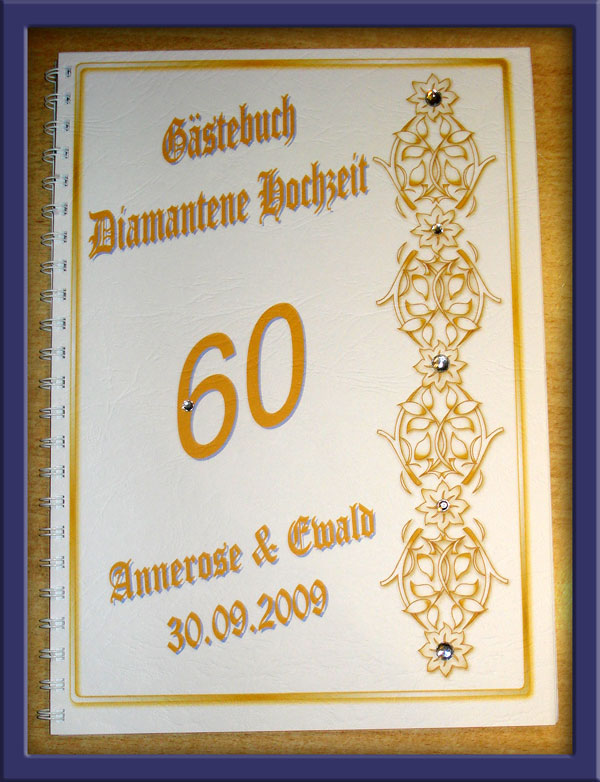 Gästebuch
Diamantene Hochzeit
60
Annerose & Ewald
30.09.2009